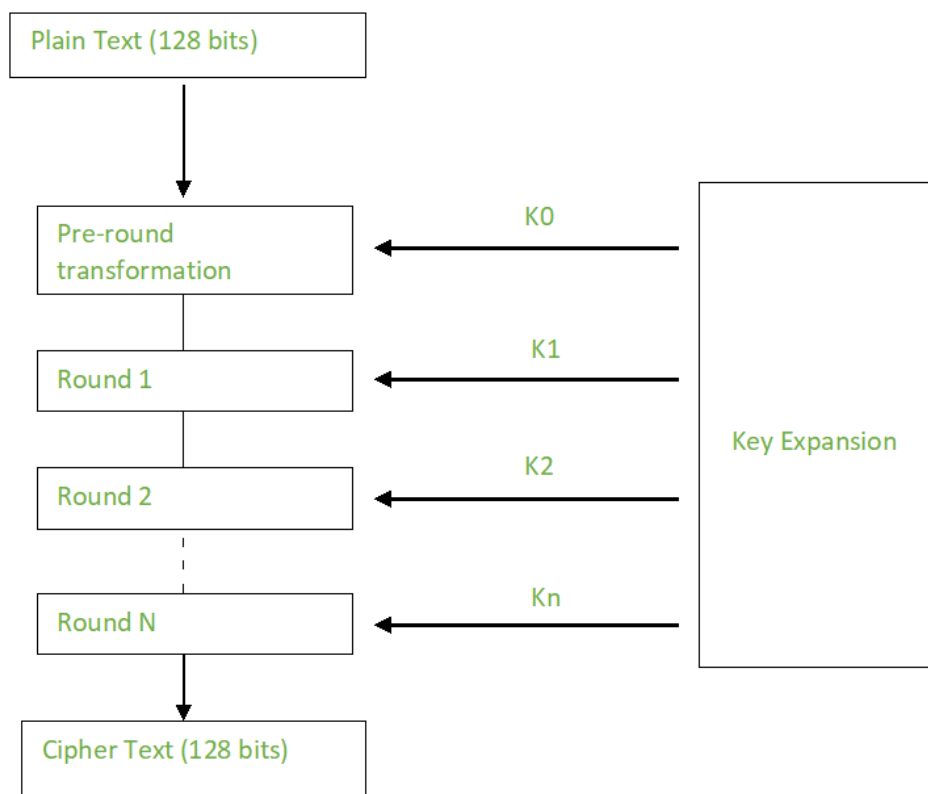 Plain Text (128 bits)
K0
Pre-round
transformation
K1
Round 1
Key Expansion
K2
Round 2
Kn
Round N
Cipher Text (128 bits)